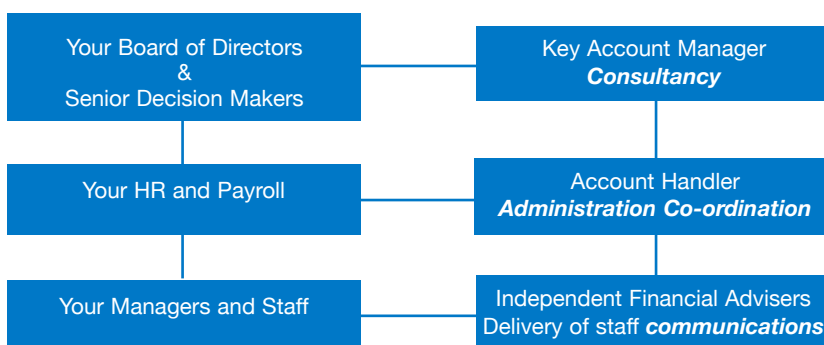 Your Board of Directors
&
Senior Decision Makers
Key Account Manager
Consultancy
Your HR and Payroll
Account Handler
Administration Co-ordination
Your Managers and Staff
Independent Financial Advisers
Delivery of staff communications